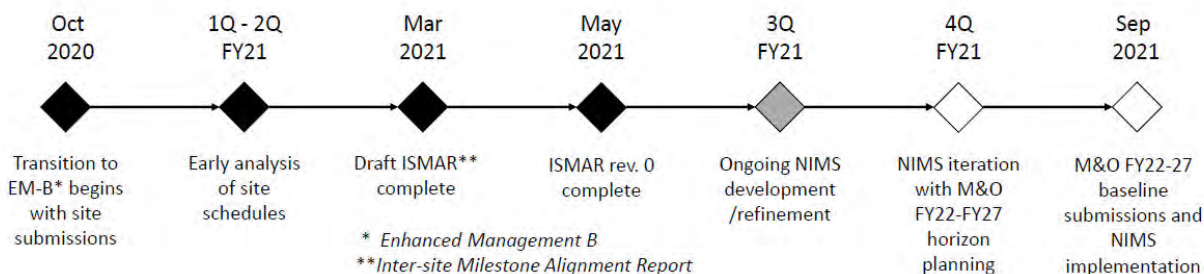 Oct
2020
1Q - 2Q
FY21
Mar
2021
May
2021
3Q
FY21
4Q
FY21
Sep
2021
Transition to
EM-B* begins
with site
submissions
Early analysis
of site
schedules
Draft ISMAR**
complete
ISMAR rev. 0
complete
Ongoing NIMS
development
/refinement
NIMS iteration
with M&O
FY22-FY27
horizon
planning
M&O FY22-27
baseline
submissions and
NIMS
implementation
* Enhanced Management B
**Inter-site Milestone Alignment Report